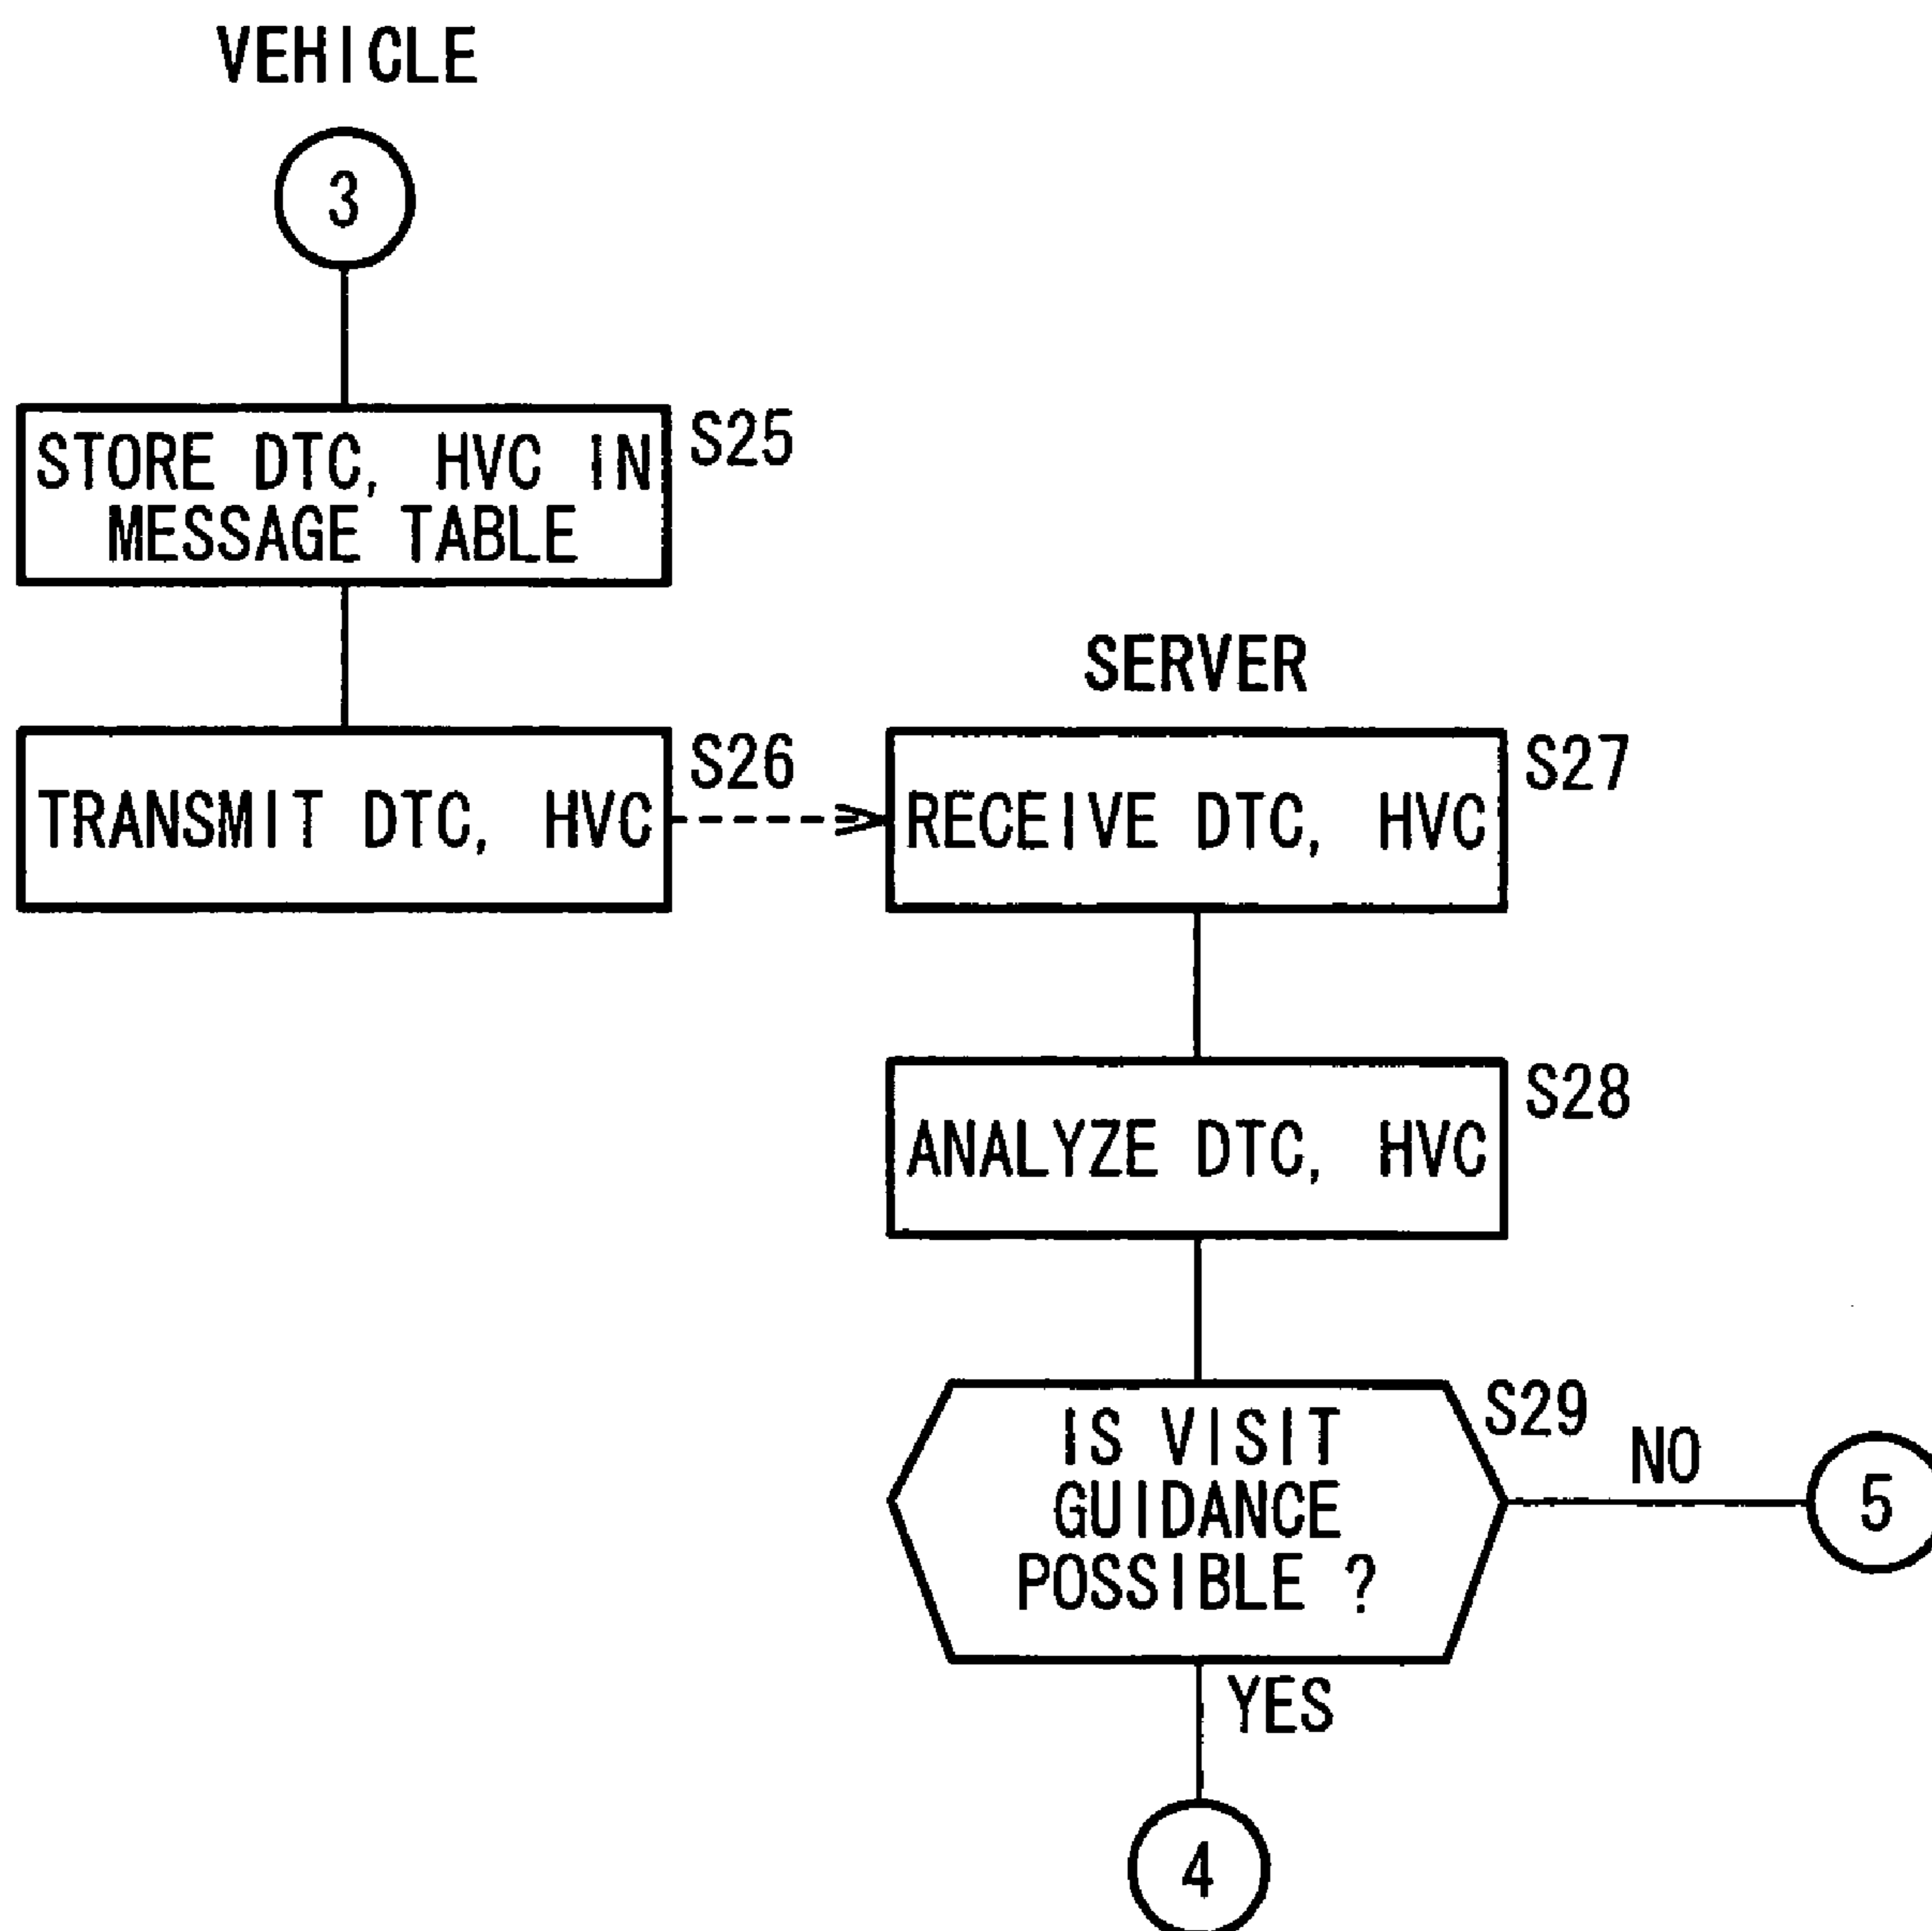 VEHICLE
3
STORE DTC, HVC IN
MESSAGE TABLE
S25
TRANSMIT DTC, HVC
S26
SERVER
RECEIVE DTC, HVC
S27
ANALYZE DTC, HVC
S28
IS VISIT
GUIDANCE
POSSIBLE ?
S29
NO
5
YES
4